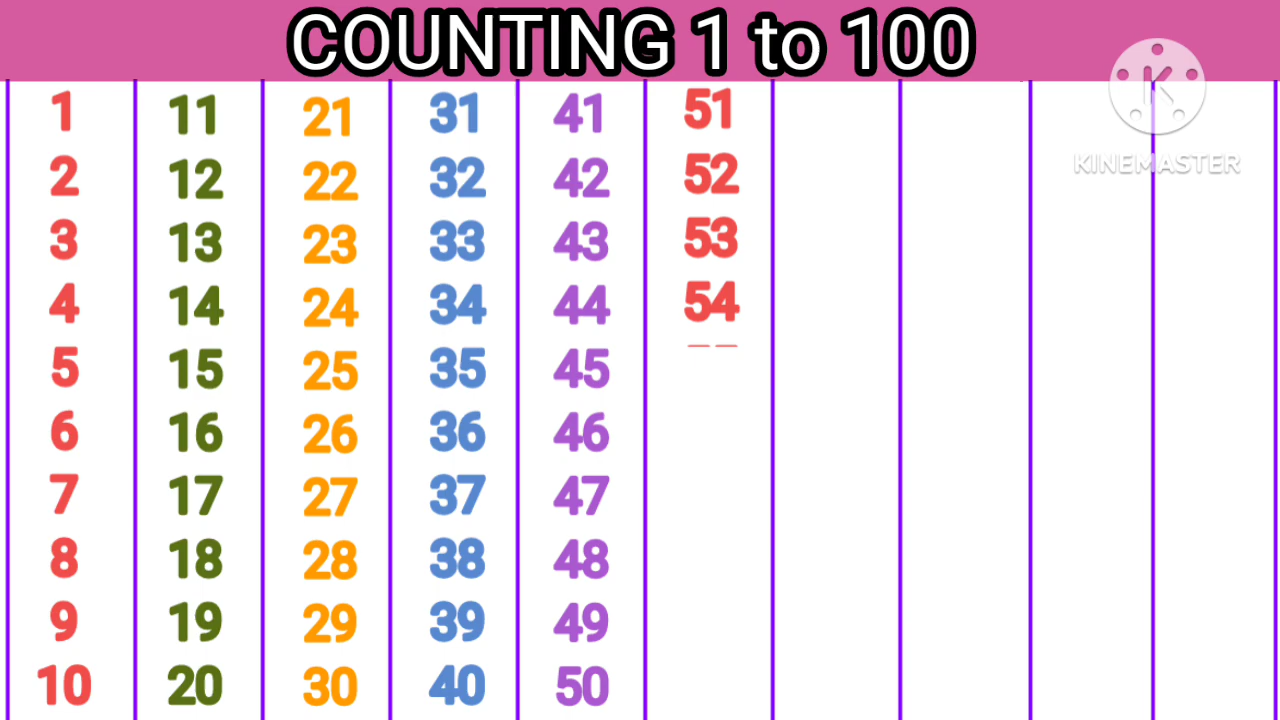 COUNTING 1 to 100
K
KINEMASTER
1 11 21 31 41 51
2 12 22 32 42 52
3 13 23 33 43 53
4 14 24 34 44 54
5 15 25 35 45
6 16 26 36 46
7 17 27 37 47
8 18 28 38 48
9 19 29 39 49
10 20 30 40 50